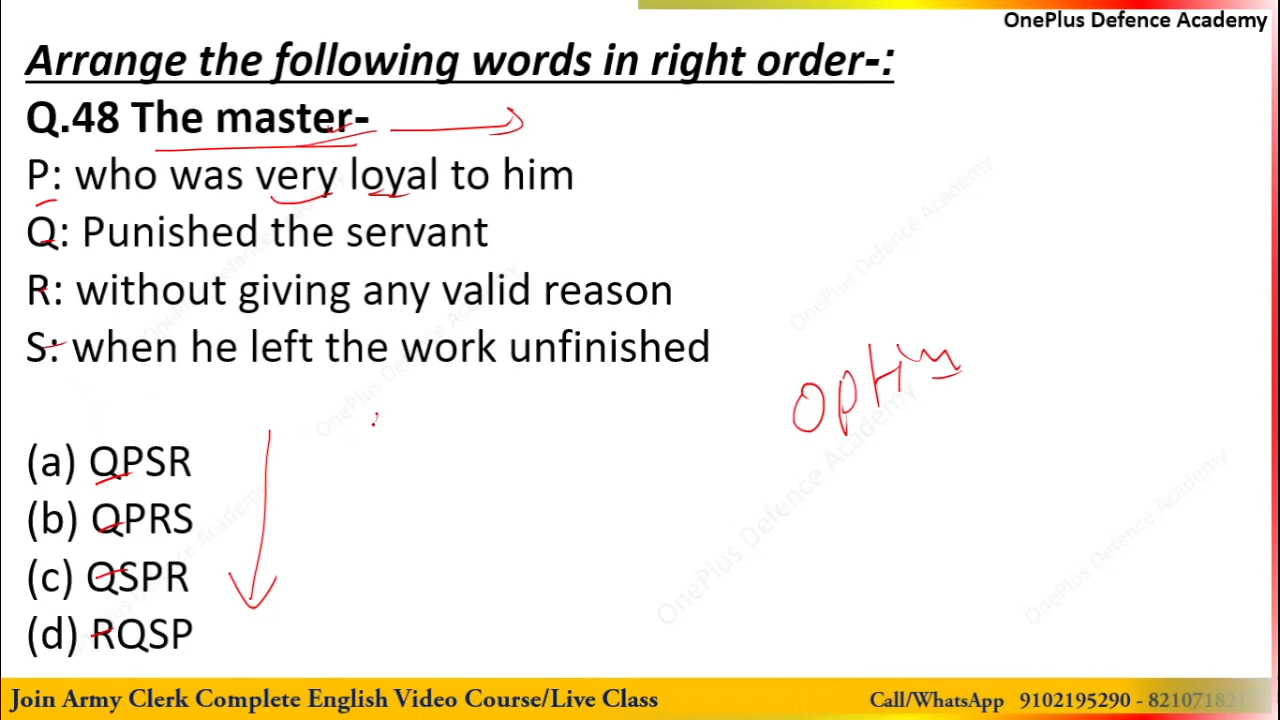 OnePlus Defence Academy
Arrange the following words in right order-:
Q.48 The master-
P: who was very loyal to him
Q: Punished the servant
R: without giving any valid reason
S: when he left the work unfinished
(a) QPSR
(b) QPRS
(c) QSPR
(d) RQSP
Join Army Clerk Complete English Video Course/Live Class
Call/WhatsApp 9102195290 -